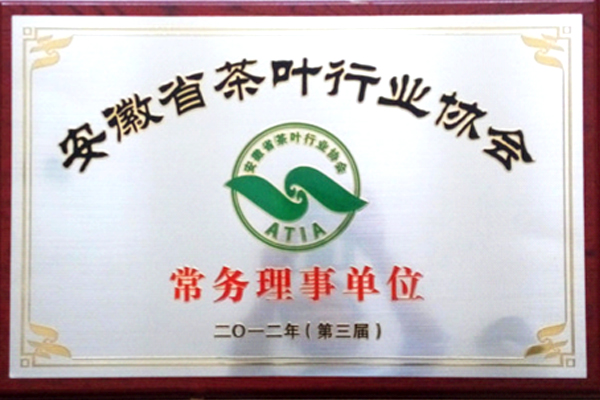 安徽省茶叶行业协会
安徽省茶叶行业协会
ATIA
常务理事单位
二〇一二年(第三届)